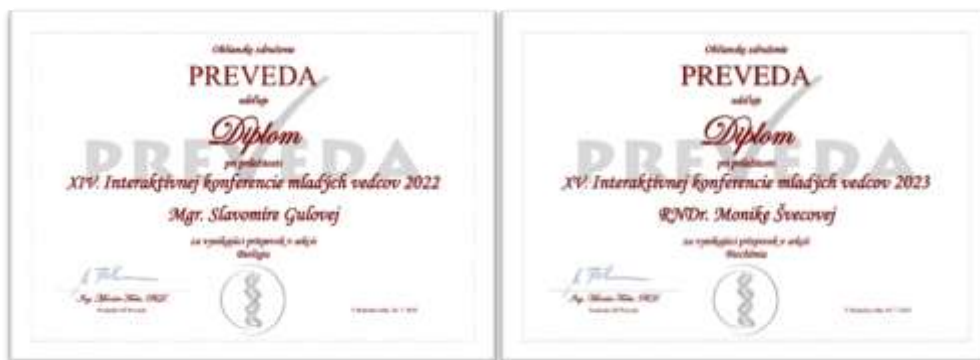 Občianske združenie
PREVEDA
udeľuje
Diplom
pri príležitosti
XIV. Interaktívnej konferencie mladých vedcov 2022
Mgr. Slavomíre Gulovej
za vynikajúci príspevok v sekcii
Biológia
PREVEDA
Občianske združenie
PREVEDA
udeľuje
Diplom
pri príležitosti
XV. Interaktívnej konferencie mladých vedcov 2023
RNDr. Monike Švecovej
za vynikajúci príspevok v sekcii
Biochémia
PREVEDA